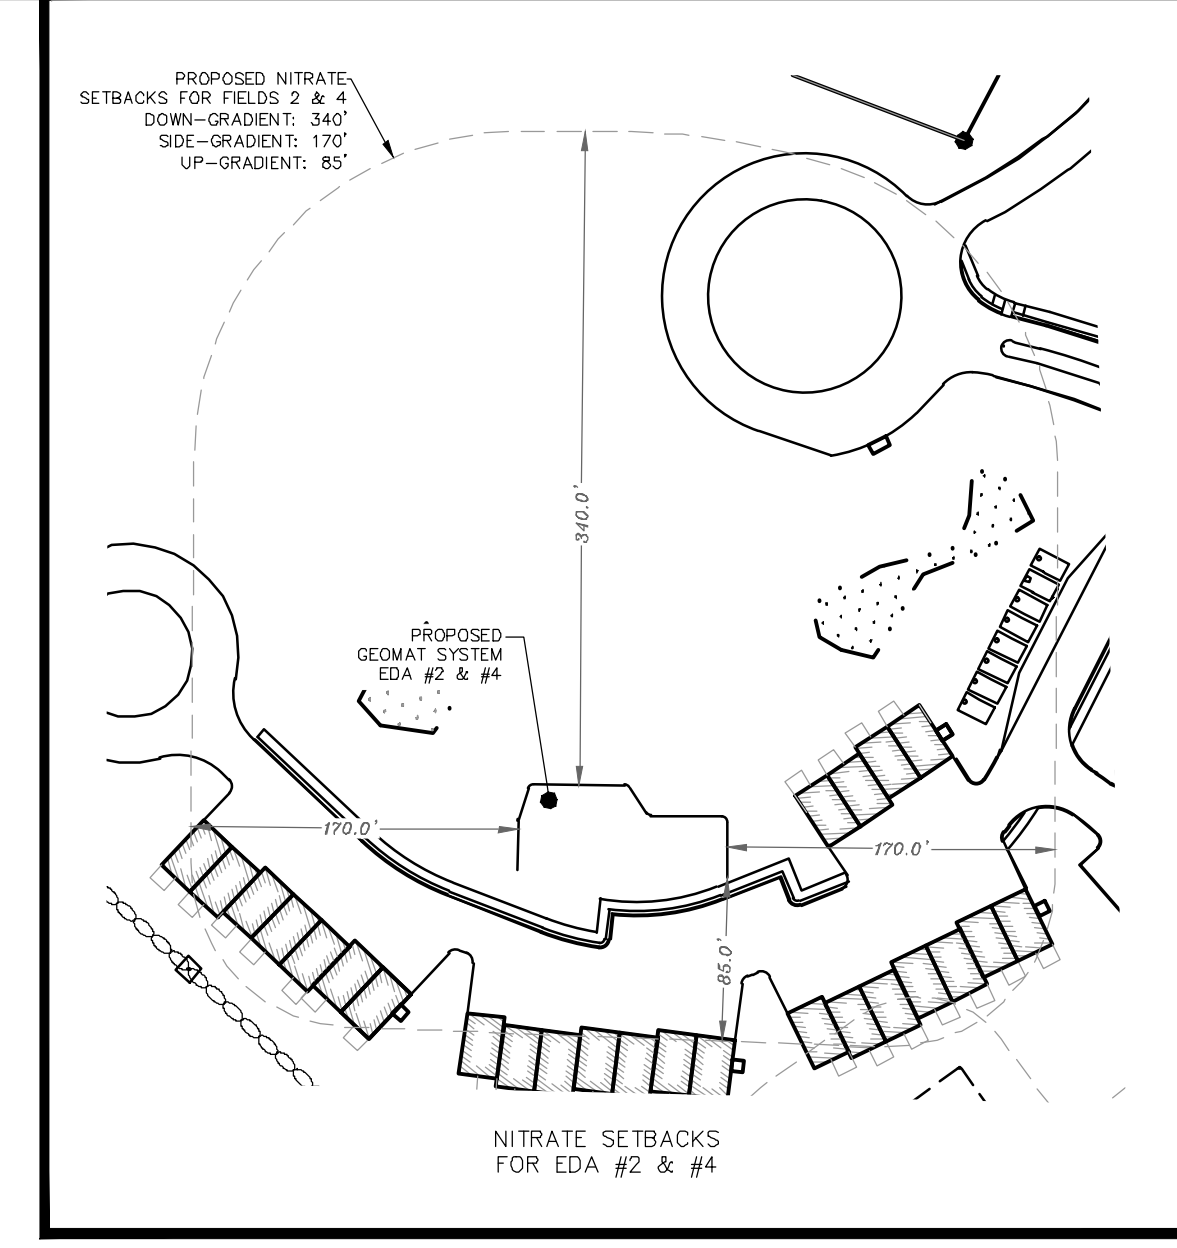 PROPOSED NITRATE
SETBACKS FOR FIELDS 2 & 4
DOWN-GRADIENT: 340'
SIDE-GRADIENT: 170'
UP-GRADIENT: 85'
340.0'
PROPOSED
GEOMAT SYSTEM
EDA #2 & #4
170.0'
170.0'
85.0'
NITRATE SETBACKS
FOR EDA #2 & #4